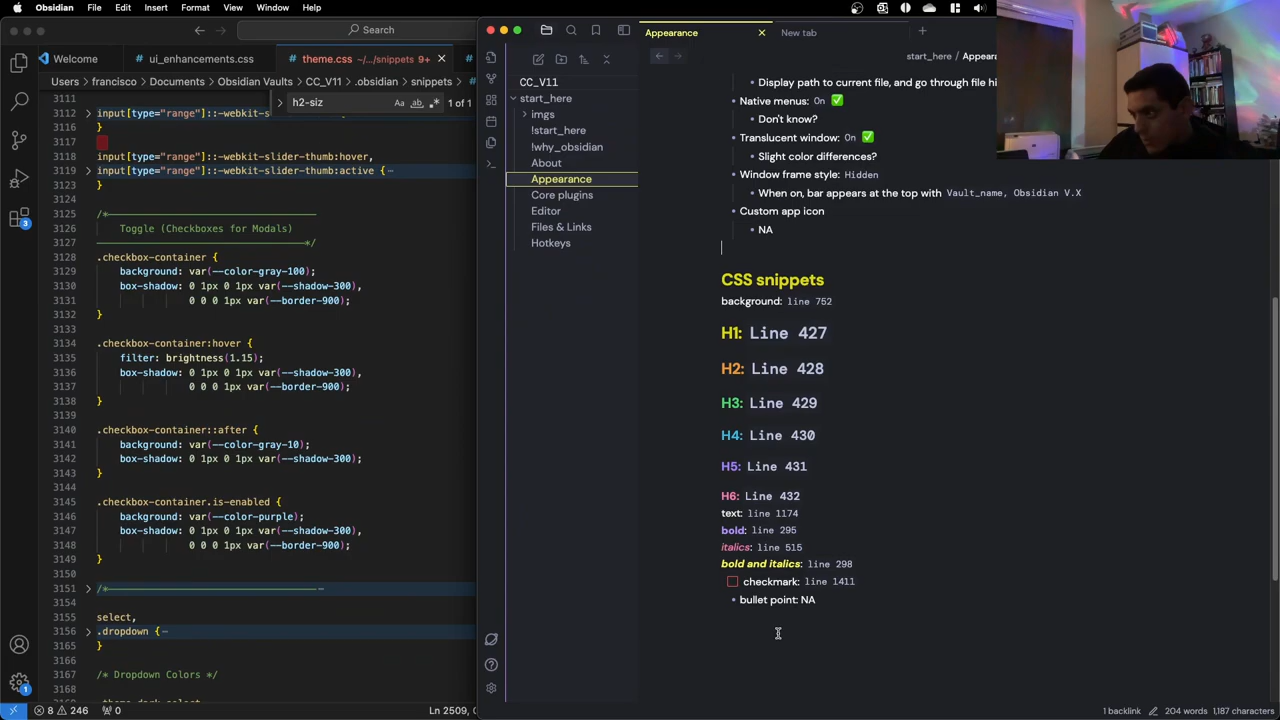 Obsidian File Edit Insert Format View Window Help
Search
Welcome ui_enhancements.css theme.css ~/.../snippets 9+
Users francisco Documents Obsidian Vaults CC_V11 .obsidian snippets
h2-siz Aa ab 1 of 1
3111
3112 input[type="range"]::-webkit-s
3116 }
3117
3118 input[type="range"]::-webkit-slider-thumb:hover,
3119 input[type="range"]::-webkit-slider-thumb:active {
3123 }
3124
3125 /*
3126 Toggle (Checkboxes for Modals)
3127 */
3128 .checkbox-container {
3129 background: var(--color-gray-100);
3130 box-shadow: 0 1px 0 1px var(--shadow-350),
3131 0 0 0 1px var(--border-900);
3132 }
3133
3134 .checkbox-container:hover {
3135 filter: brightness(1.15);
3136 box-shadow: 0 1px 0 1px var(--shadow-350),
3137 0 0 0 1px var(--border-900);
3138 }
3139
3140 .checkbox-container::after {
3141 background: var(--color-gray-10);
3142 box-shadow: 0 1px 0 1px var(--shadow-350);
3143 }
3144
3145 .checkbox-container.is-enabled {
3146 background: var(--color-purple);
3147 box-shadow: 0 1px 0 1px var(--shadow-350),
3148 0 0 0 1px var(--border-900);
3149 }
3150
3151 /*
3154
3155 select,
3156 .dropdown {
3165 }
3166
3167 /* Dropdown Colors */
3168
3
1
8 246 0 Ln 2509,
CC_V11
start_here
imgs
!start_here
!why_obsidian
About
Appearance
Core plugins
Editor
Files & Links
Hotkeys
Appearance
New tab
start_here / Appeara
Display path to current file, and go through file hi
Native menus: On
Don't know?
Translucent window: On
Slight color differences?
Window frame style: Hidden
When on, bar appears at the top with Vault_name, Obsidian V.X
Custom app icon
NA
CSS snippets
background: line 752
H1: Line 427
H2: Line 428
H3: Line 429
H4: Line 430
H5: Line 431
H6: Line 432
text: line 1174
bold: line 295
italics: line 515
bold and italics: line 298
checkmark: line 1411
bullet point: NA
1 backlink 204 words 1,187 characters